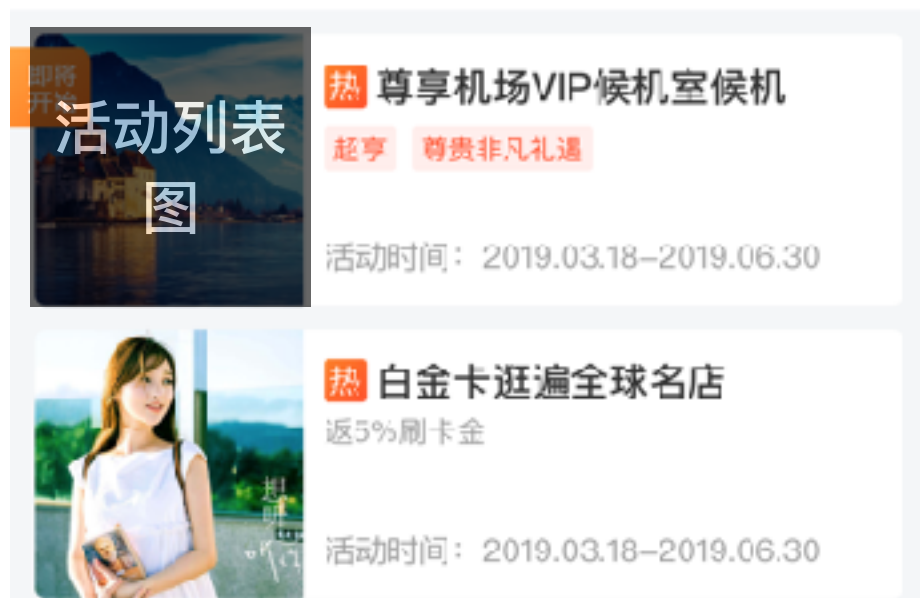 即将
开始
活动列表
图
热 尊享机场VIP候机室候机
超享 尊贵非凡礼遇
活动时间：2019.03.18-2019.06.30
热 白金卡逛遍全球名店
返5%刷卡金
活动时间：2019.03.18-2019.06.30